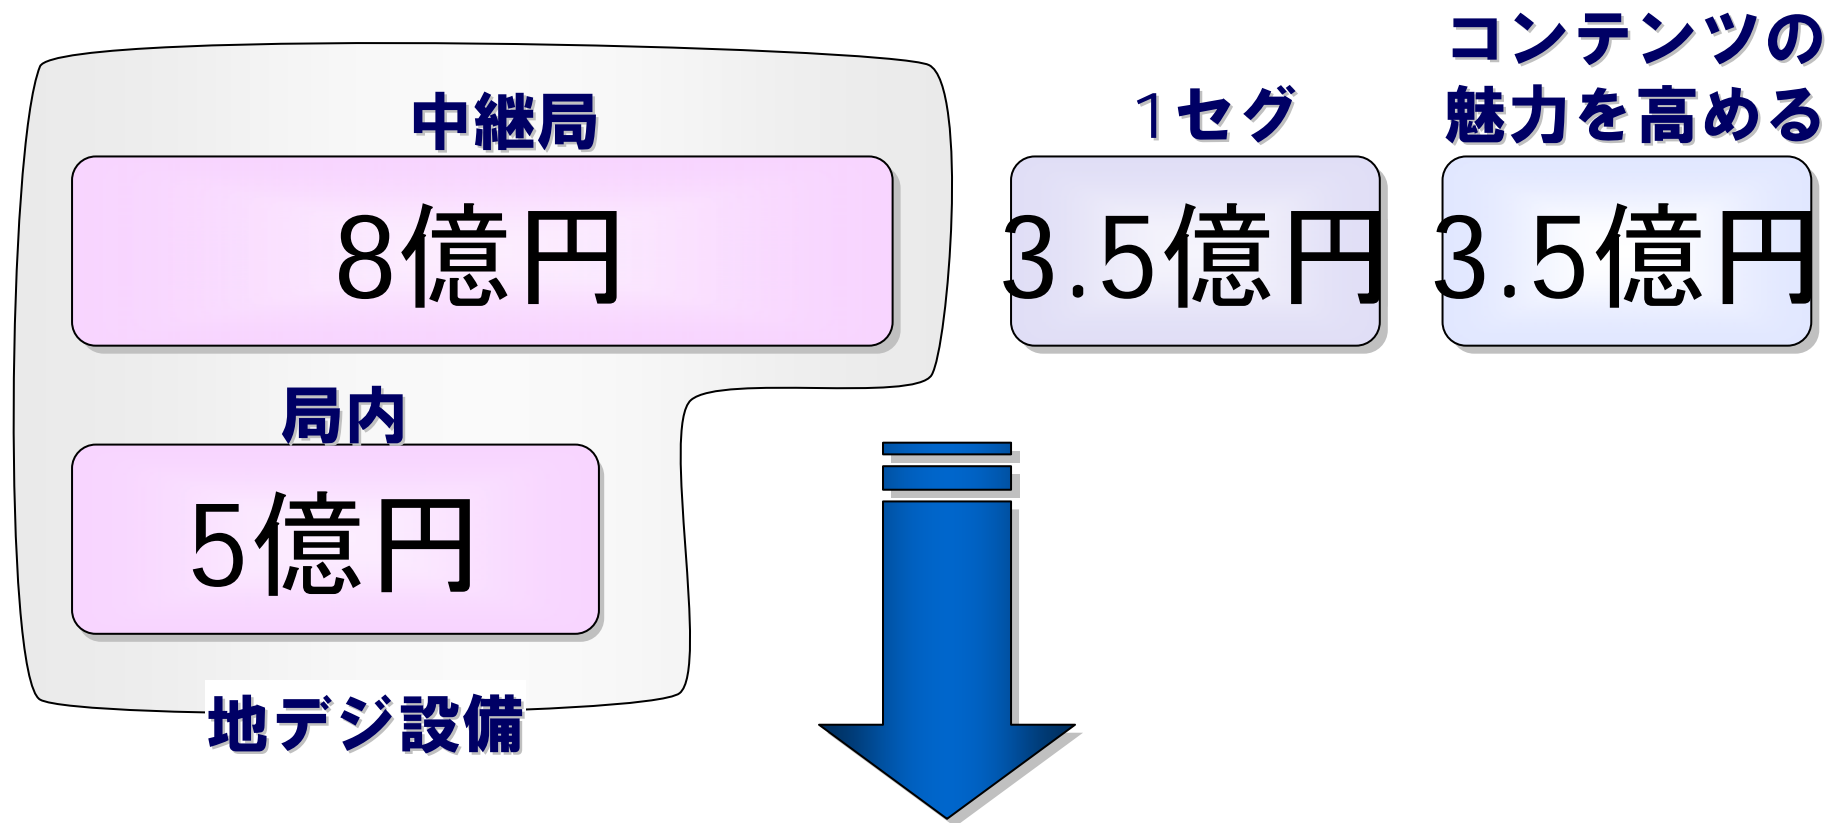 中継局
8億円
1セグ
3.5億円
コンテンツの
魅力を高める
3.5億円
局内
5億円
地デジ設備